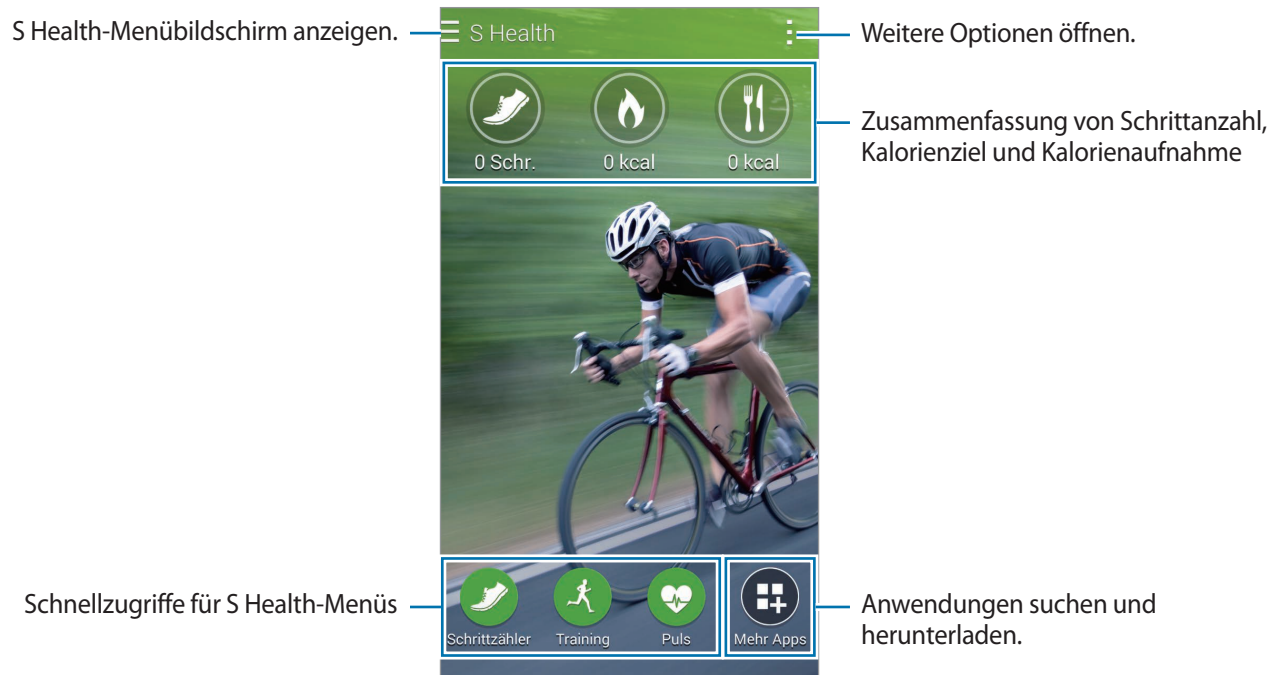 S Health-Menübildschirm anzeigen.
S Health
Weitere Optionen öffnen.
0 Schr.
0 kcal
0 kcal
Zusammenfassung von Schrittanzahl,
Kalorienziel und Kalorienaufnahme
Schnellzugriffe für S Health-Menüs
Schrittzähler
Training
Puls
Mehr Apps
Anwendungen suchen und
herunterladen.